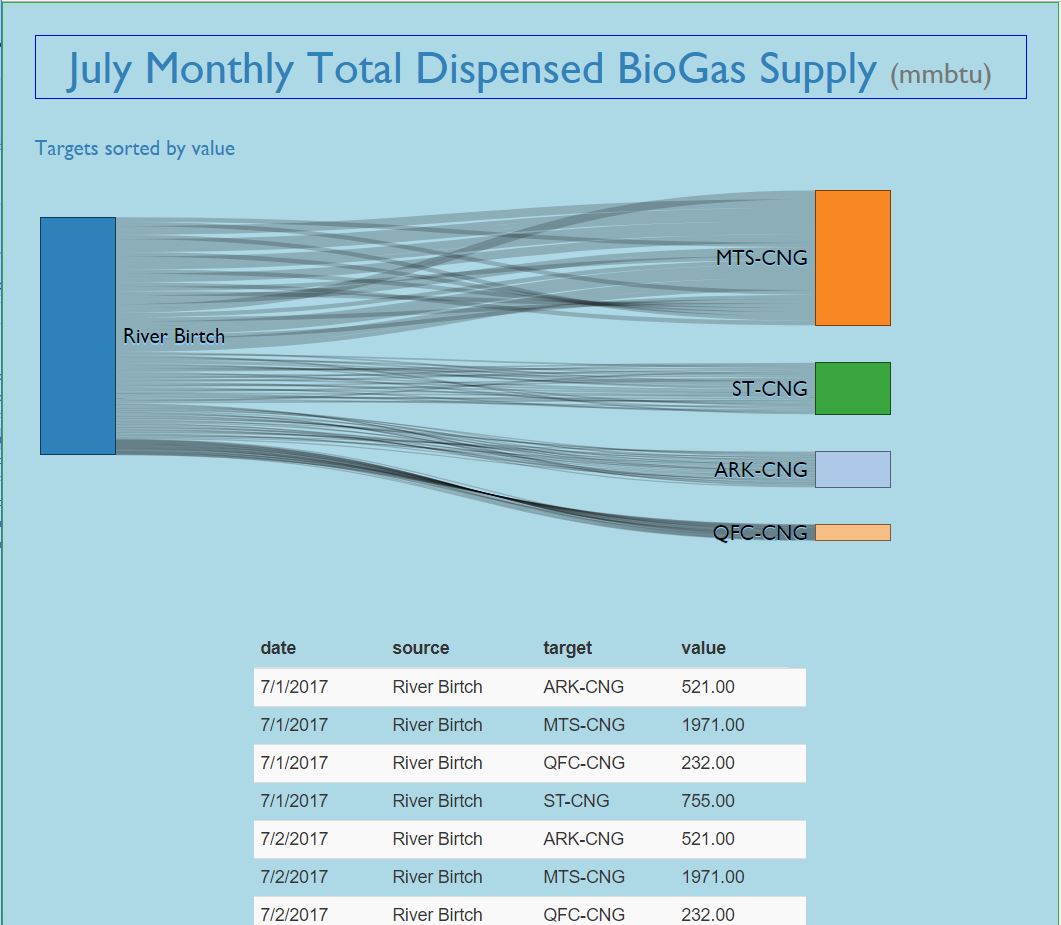 July Monthly Total Dispensed BioGas Supply (mmbtu)
Targets sorted by value
MTS-CNG
River Birtch
ST-CNG
ARK-CNG
QFC-CNG
date source target value
7/1/2017 River Birtch ARK-CNG 521.00
7/1/2017 River Birtch MTS-CNG 1971.00
7/1/2017 River Birtch QFC-CNG 232.00
7/1/2017 River Birtch ST-CNG 755.00
7/2/2017 River Birtch ARK-CNG 521.00
7/2/2017 River Birtch MTS-CNG 1971.00
7/2/2017 River Birtch QFC-CNG 232.00